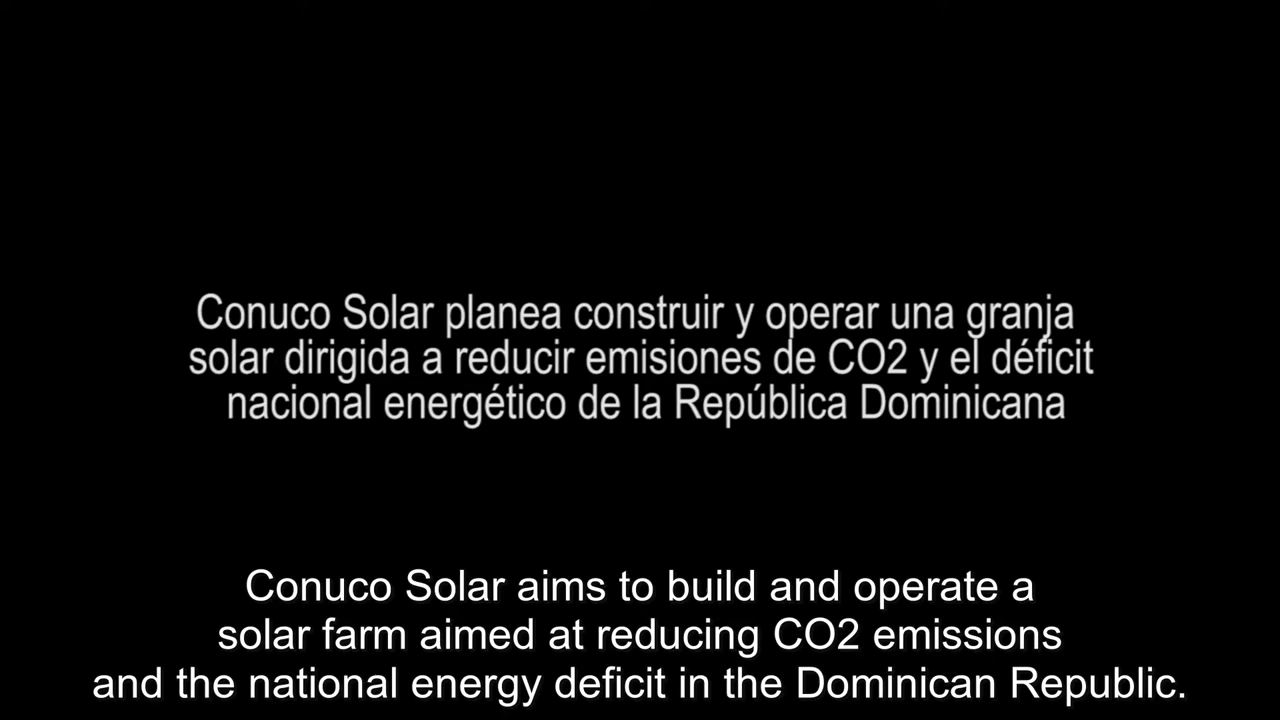 Conuco Solar planea construir y operar una granja
solar dirigida a reducir emisiones de CO2 y el déficit
nacional energético de la República Dominicana
Conuco Solar aims to build and operate a
solar farm aimed at reducing CO2 emissions
and the national energy deficit in the Dominican Republic.